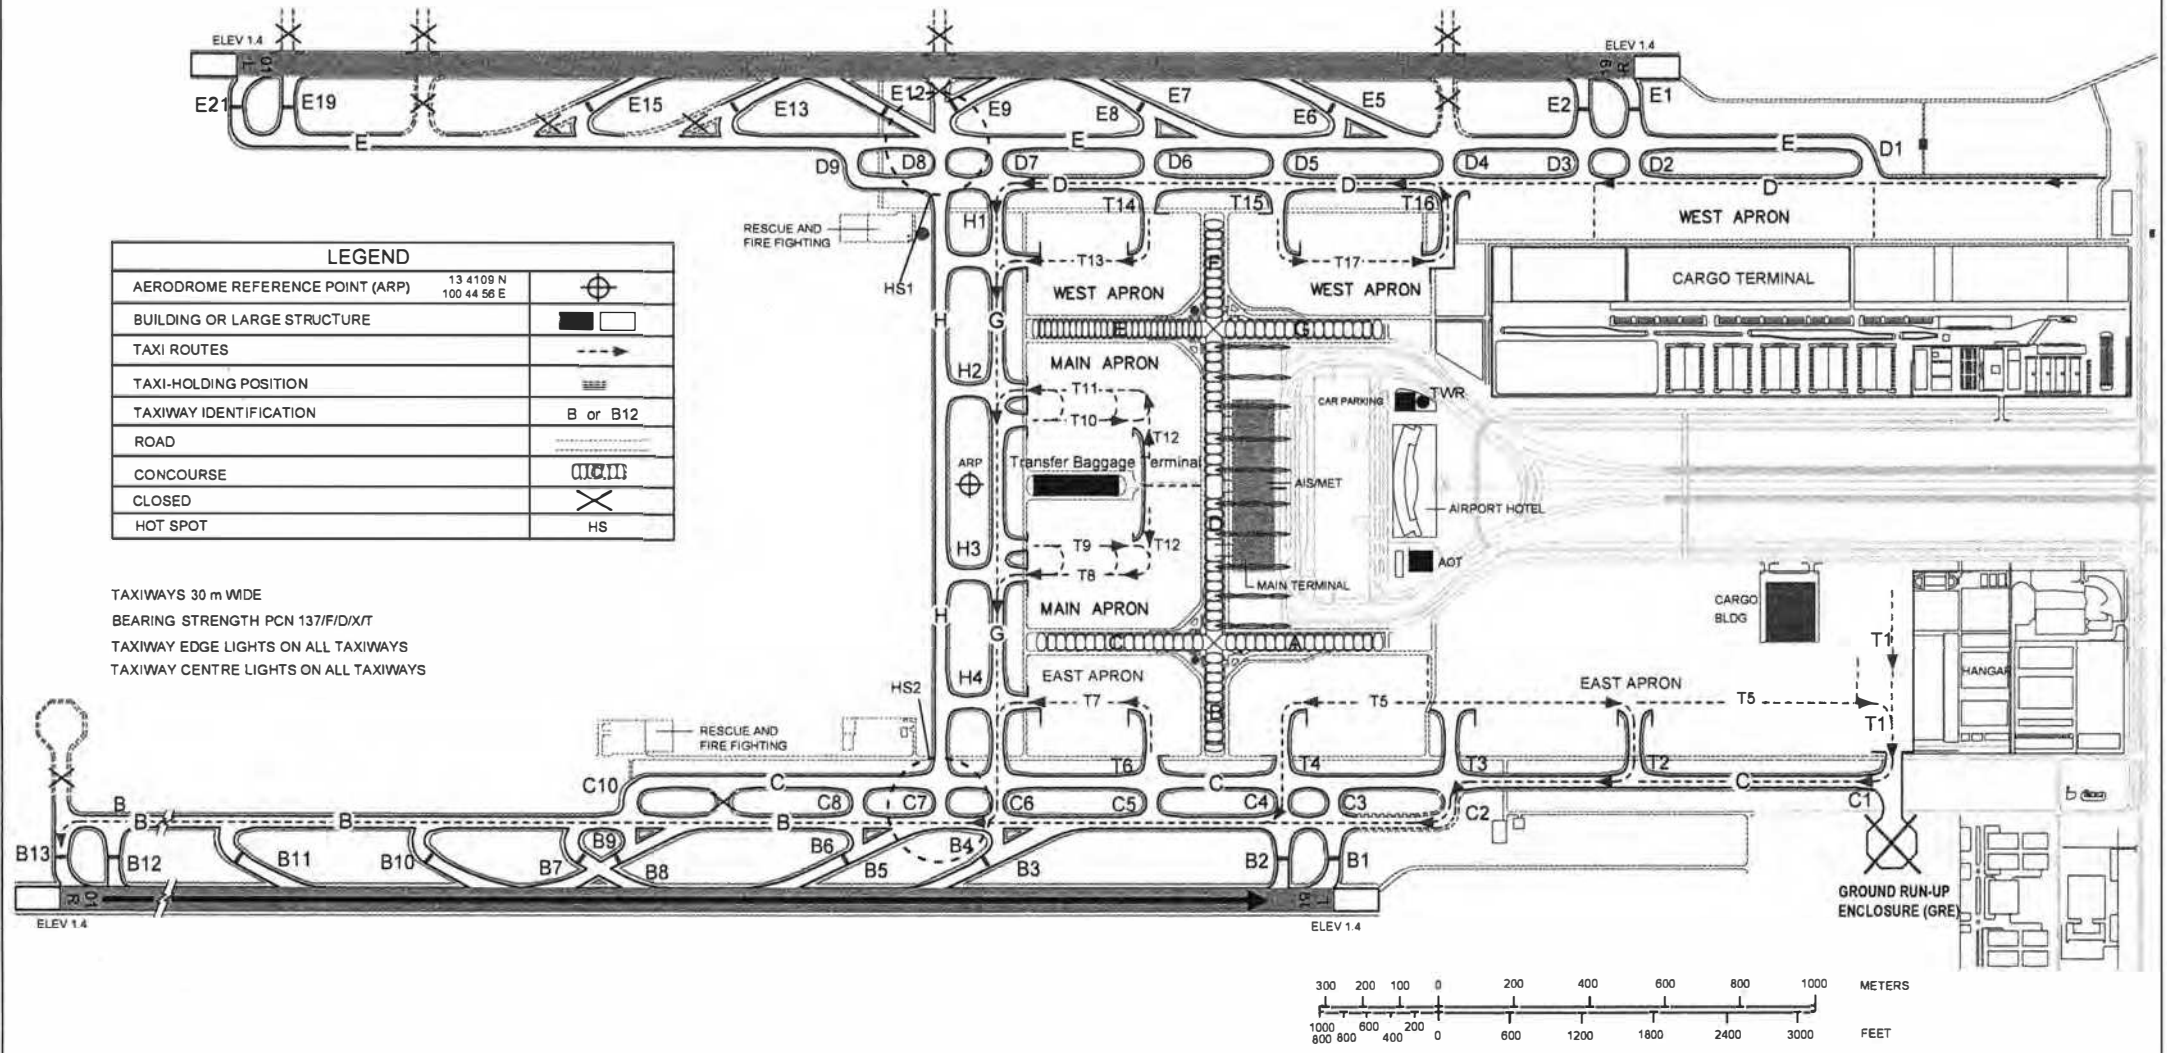 ELEV 1.4
ELEV 1.4
L
01
19
R
E21
E19
E15
E13
E12
E9
E8
E7
E6
E5
E2
E1
E
E
E
D1
D9
D8
D7
D6
D5
D4
D3
D2
D
D
D
H1
T14
T15
T16
WEST APRON
RESCUE AND
FIRE FIGHTING
HS1
T13
T17
F
WEST APRON
WEST APRON
CARGO TERMINAL
LEGEND
AERODROME REFERENCE POINT (ARP)
13 4109 N
100 44 56 E
BUILDING OR LARGE STRUCTURE
TAXI ROUTES
TAXI-HOLDING POSITION
TAXIWAY IDENTIFICATION
B or B12
ROAD
CONCOURSE
C
CLOSED
HOT SPOT
HS
H
G
E
G
MAIN APRON
H2
T11
T10
T12
CAR PARKING
TWR
ARP
Transfer Baggage Terminal
AIS/MET
AIRPORT HOTEL
D
H3
T9
T12
T8
AOT
MAIN TERMINAL
MAIN APRON
H
G
C
A
CARGO
BLDG
T1
HANGAR
TAXIWAYS 30 m WIDE
BEARING STRENGTH PCN 137/F/D/X/T
TAXIWAY EDGE LIGHTS ON ALL TAXIWAYS
TAXIWAY CENTRE LIGHTS ON ALL TAXIWAYS
H4
EAST APRON
HS2
T7
B
T5
EAST APRON
T5
T1
RESCUE AND
FIRE FIGHTING
T6
T4
T3
T2
C10
C
C
C
C8
C7
C6
C5
C4
C3
C2
C1
B
B
B
B
B13
B12
B11
B10
B7
B9
B8
B6
B5
B4
B3
B2
B1
01
R
19
L
ELEV 1.4
ELEV 1.4
GROUND RUN-UP
ENCLOSURE (GRE)
300 200 100 0 200 400 600 800 1000 METERS
1000 800 600 400 200 0 600 1200 1800 2400 3000 FEET
800